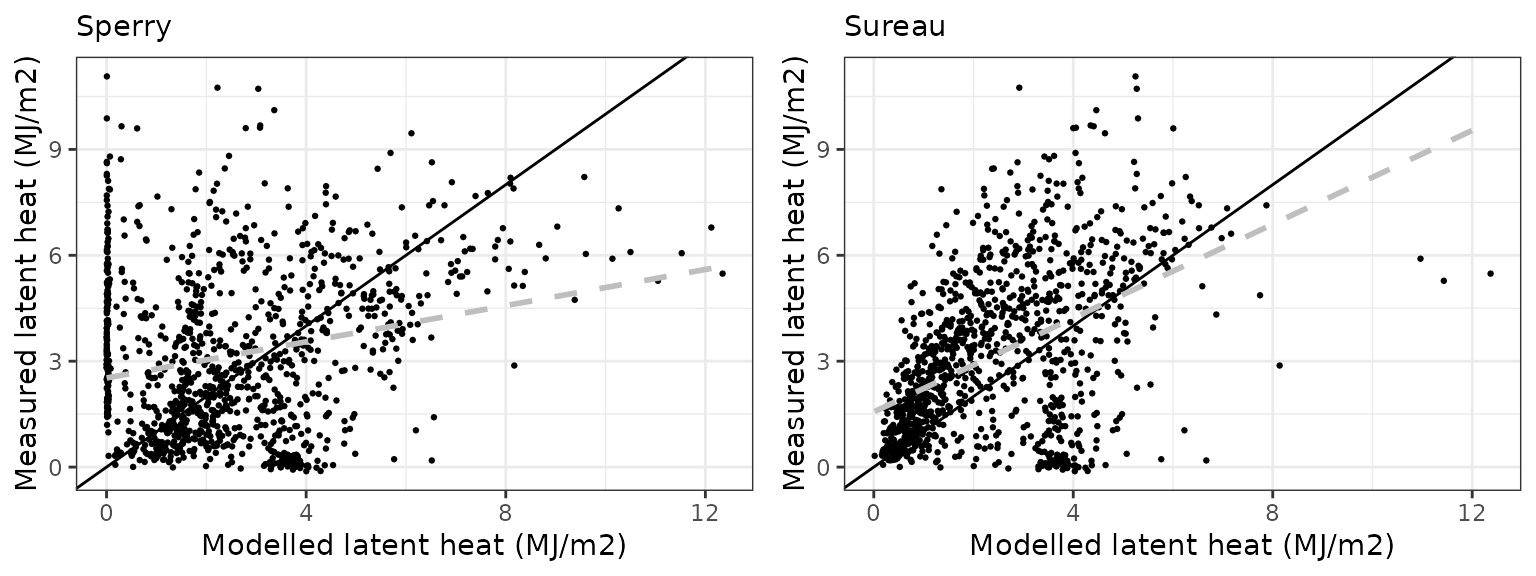 Sperry
Measured latent heat (MJ/m2)
9
6
3
0
0 4 8 12
Modelled latent heat (MJ/m2)
Sureau
Measured latent heat (MJ/m2)
9
6
3
0
0 4 8 12
Modelled latent heat (MJ/m2)